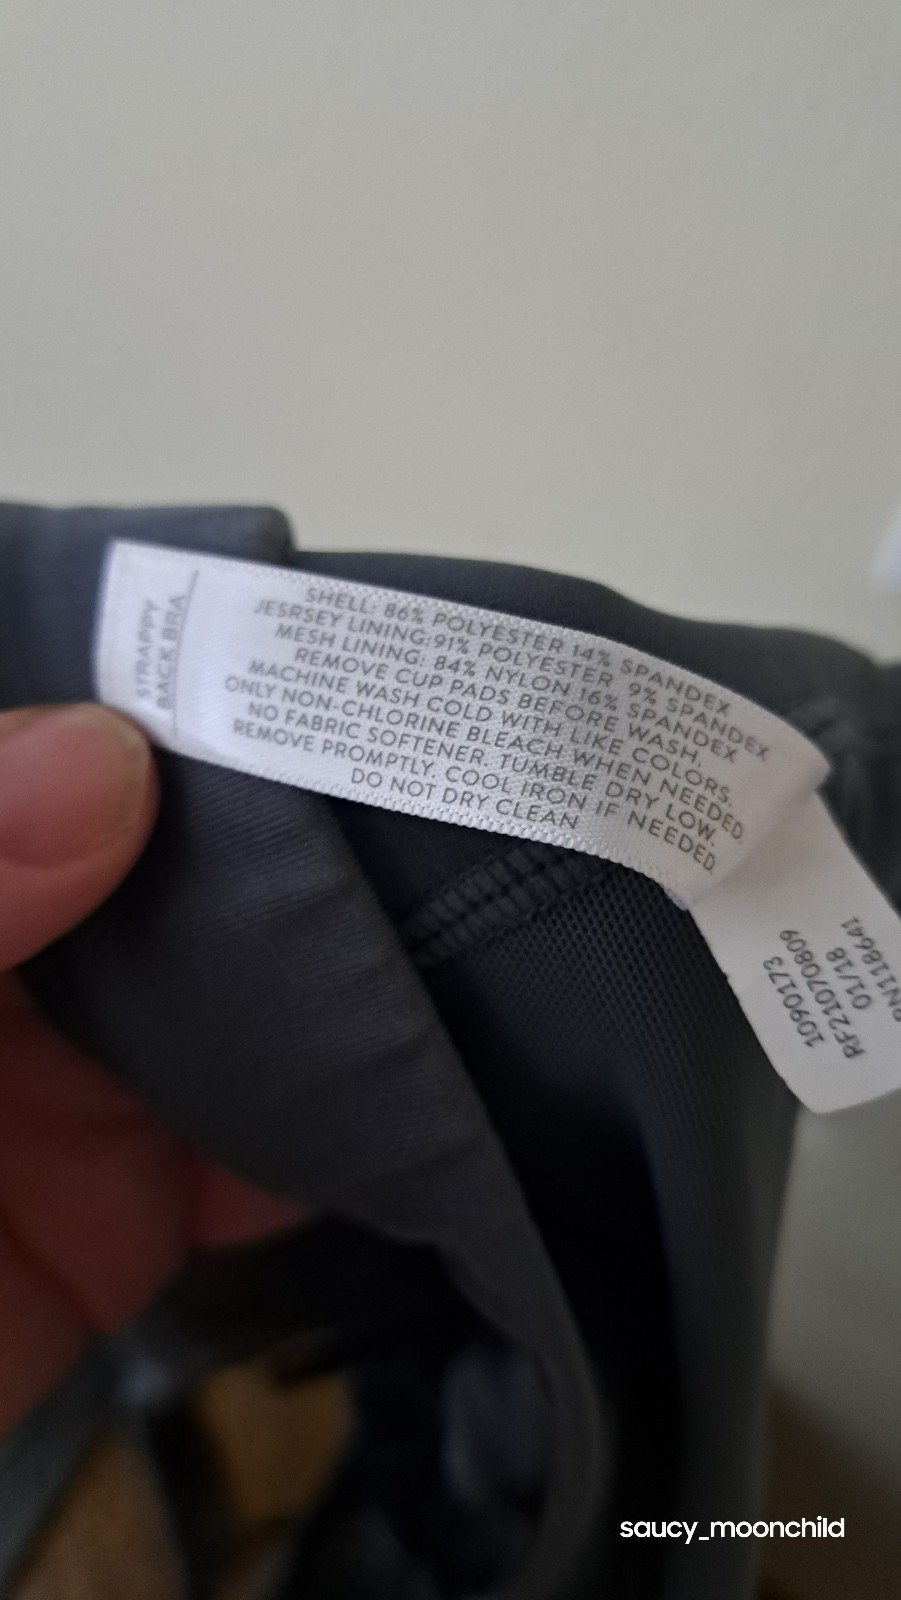 STRAPPY
BACK BRA
SHELL: 86% POLYESTER 14% SPANDEX
JESRSEY LINING:91% POLYESTER 9% SPANDEX
MESH LINING: 84% NYLON 16% SPANDEX
REMOVE CUP PADS BEFORE WASH.
MACHINE WASH COLD WITH LIKE COLORS.
ONLY NON-CHLORINE BLEACH WHEN NEEDED.
NO FABRIC SOFTENER. TUMBLE DRY LOW.
REMOVE PROMPTLY. COOL IRON IF NEEDED.
DO NOT DRY CLEAN
1090173
RF21070809
01/18
RN118641
saucy_moonchild